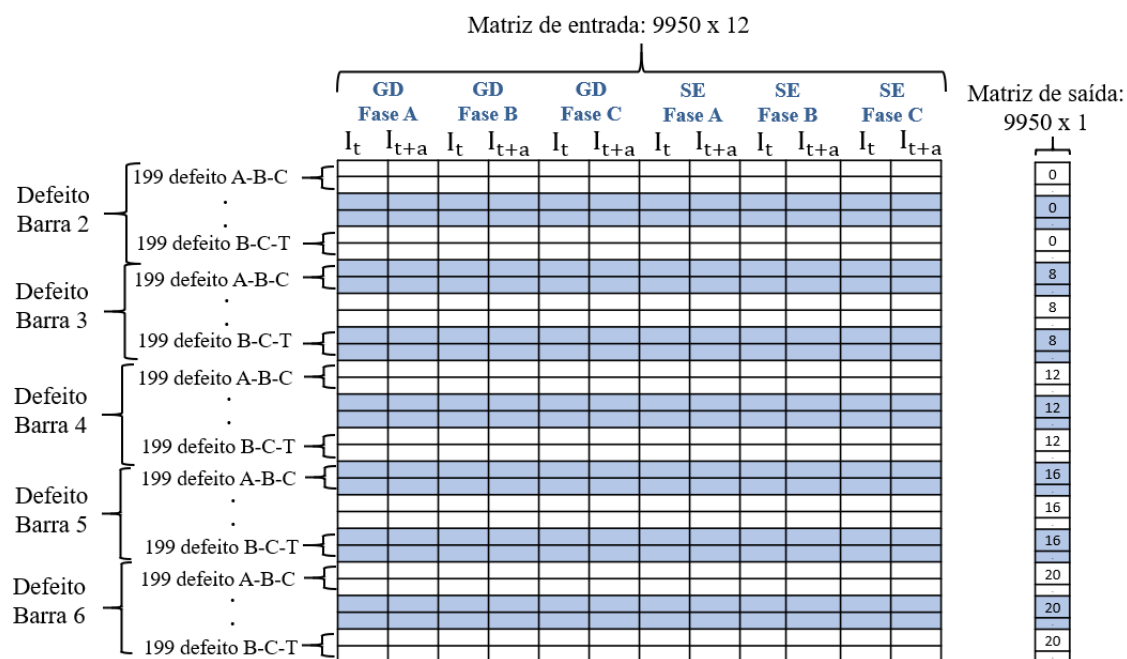 Matriz de entrada: 9950 x 12
GD GD GD SE SE SE
Fase A Fase B Fase C Fase A Fase B Fase C
Matriz de saída:
9950 x 1
It It+a It It+a It It+a It It+a It It+a It It+a
Defeito
Barra 2
199 defeito A-B-C
.
.
199 defeito B-C-T
0
0
0
Defeito
Barra 3
199 defeito A-B-C
.
.
199 defeito B-C-T
8
8
8
Defeito
Barra 4
199 defeito A-B-C
.
.
199 defeito B-C-T
12
12
12
Defeito
Barra 5
199 defeito A-B-C
.
.
199 defeito B-C-T
16
16
16
Defeito
Barra 6
199 defeito A-B-C
.
.
199 defeito B-C-T
20
20
20